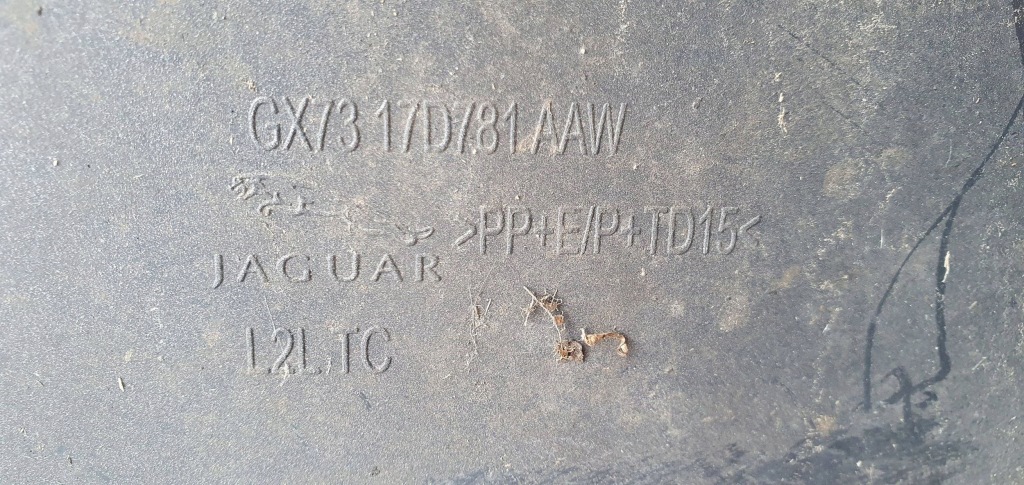 GX73 17D781 AAW
>PP+E/P+TD15<
JAGUAR
L2LTC